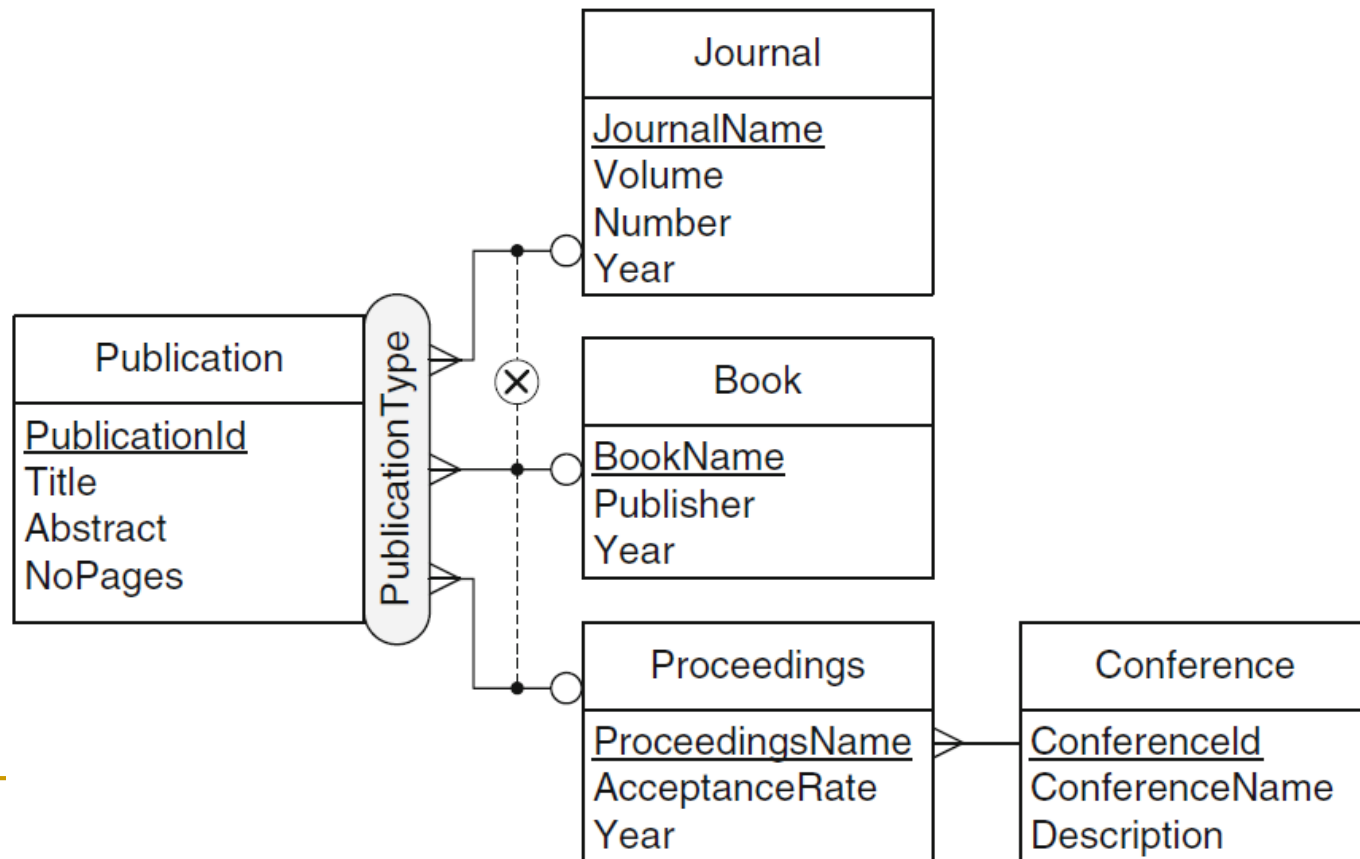 Journal
JournalName
Volume
Number
Year
Publication
PublicationId
Title
Abstract
NoPages
PublicationType
Book
BookName
Publisher
Year
Proceedings
ProceedingsName
AcceptanceRate
Year
Conference
ConferenceId
ConferenceName
Description